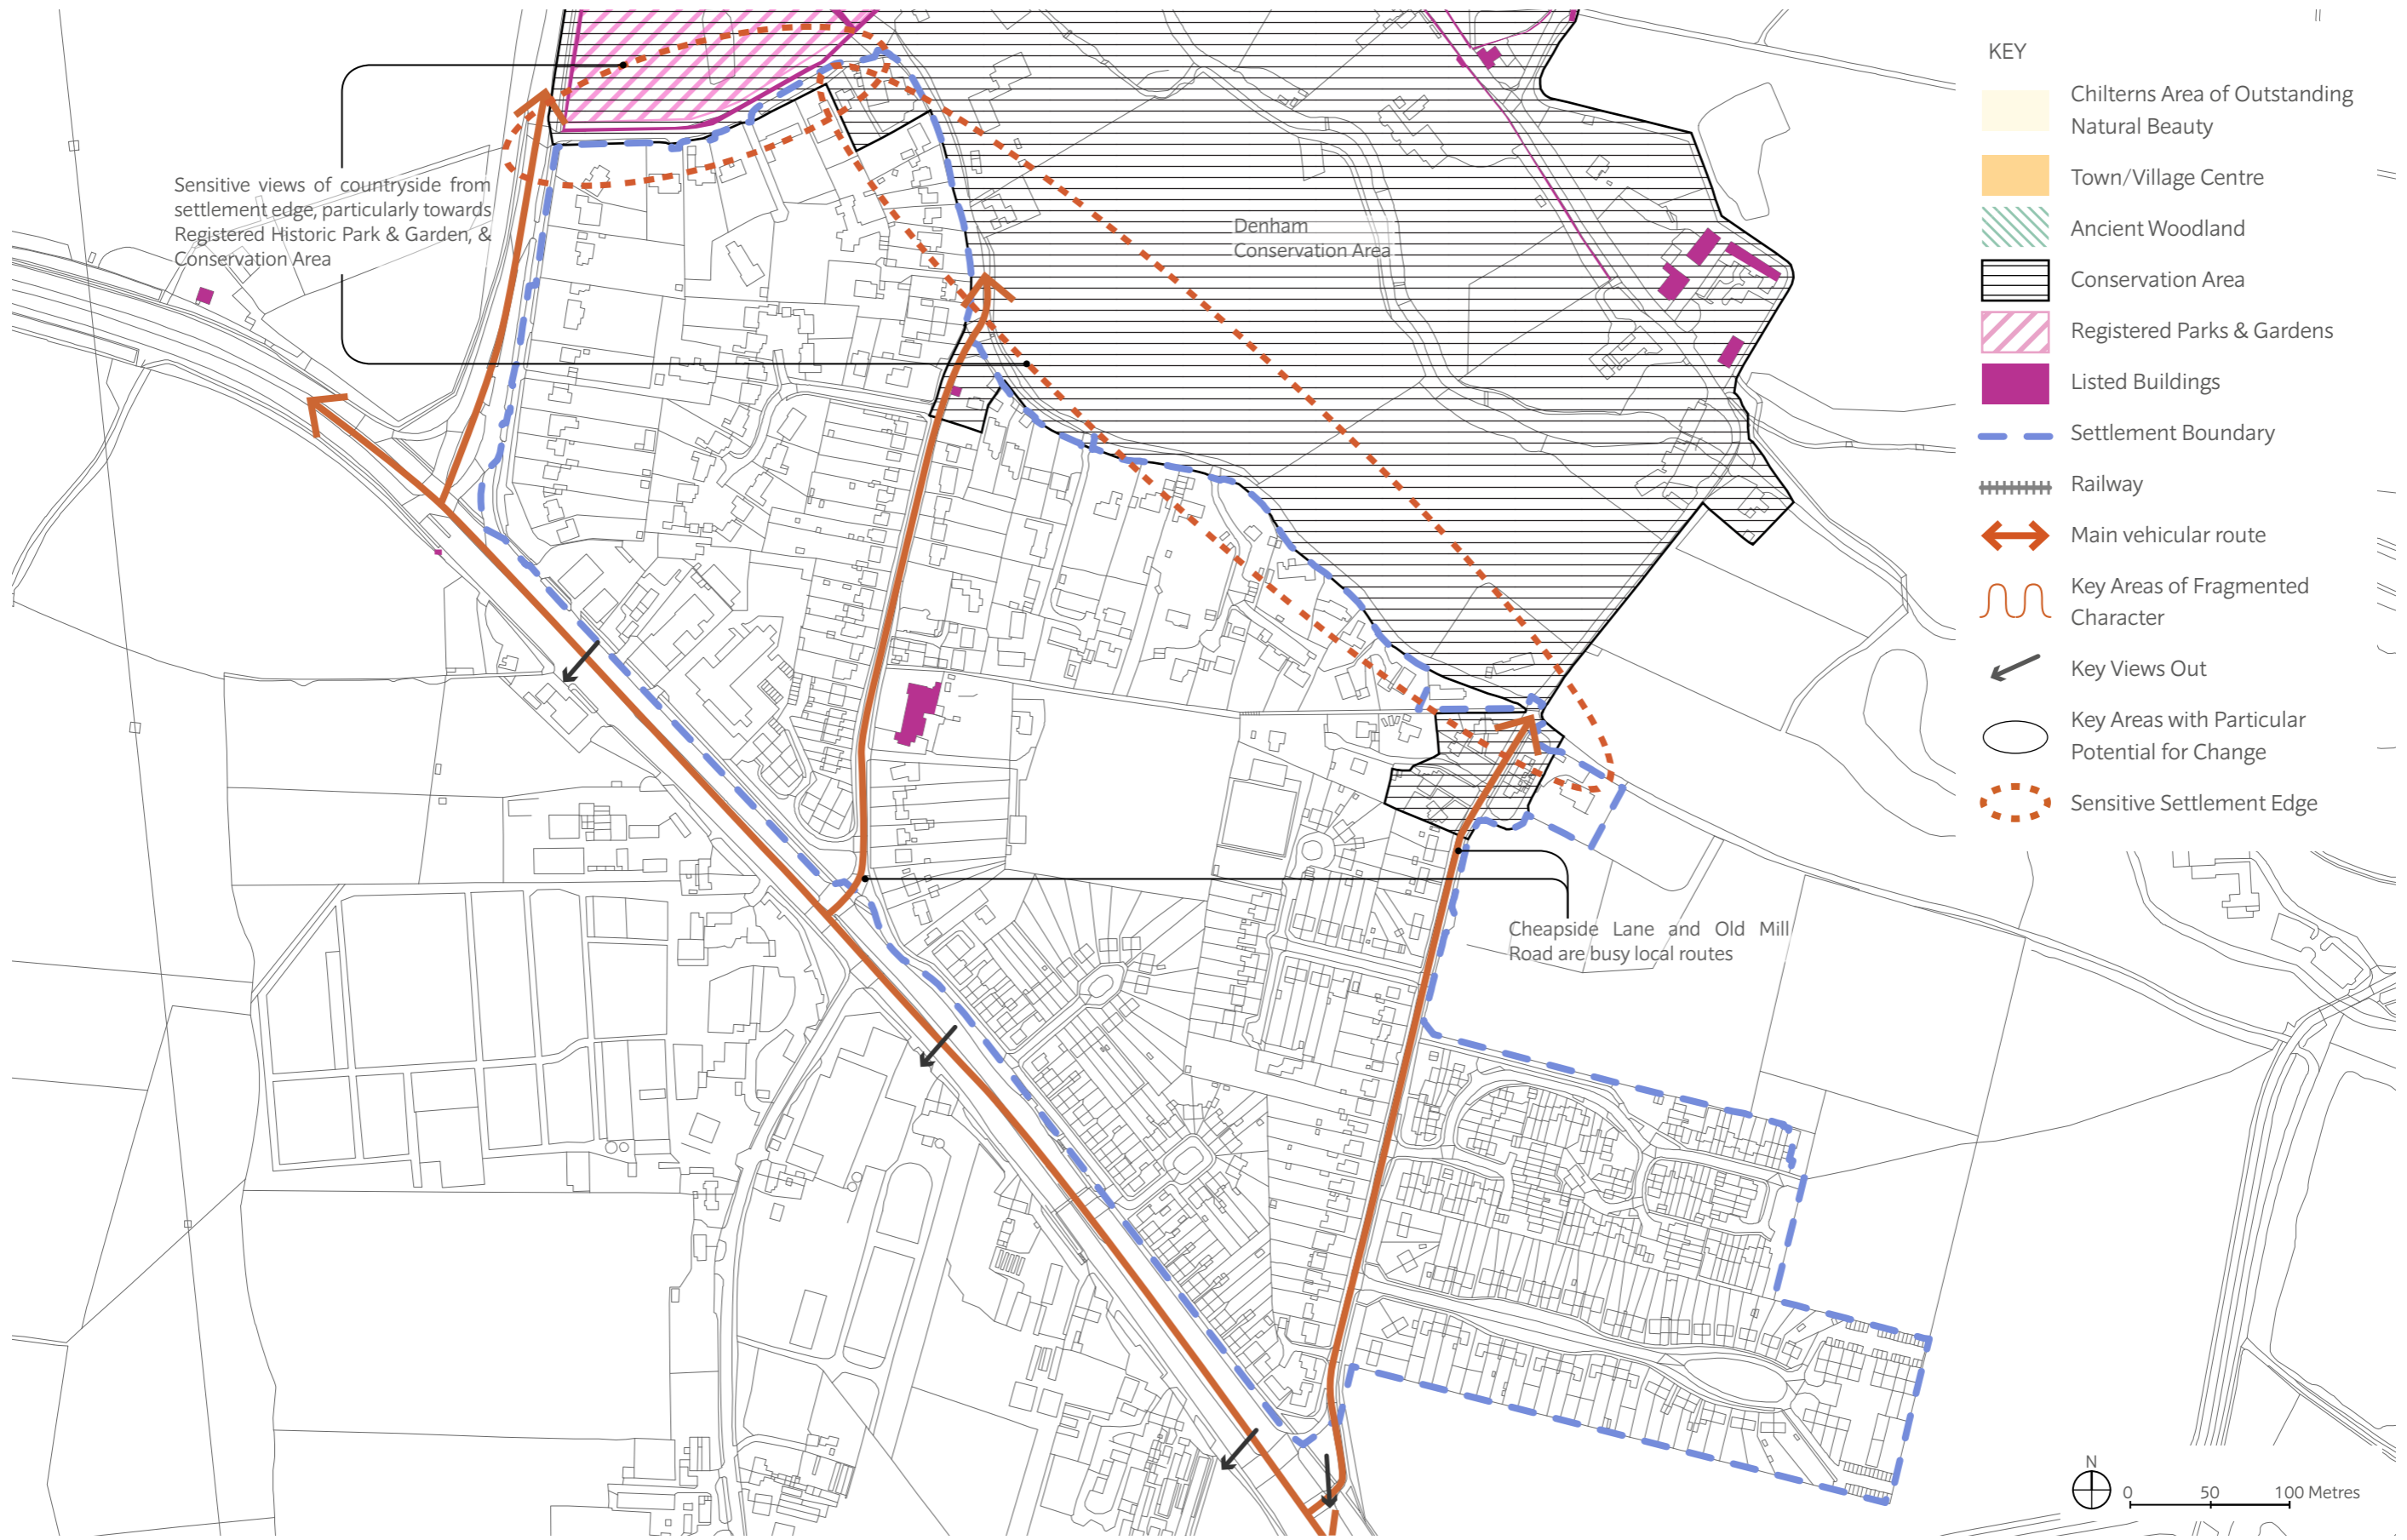 Sensitive views of countryside from
settlement edge, particularly towards
Registered Historic Park & Garden, &
Conservation Area
Denham
Conservation Area
Cheapside Lane and Old Mill
Road are busy local routes
KEY
Chilterns Area of Outstanding
Natural Beauty
Town/Village Centre
Ancient Woodland
Conservation Area
Registered Parks & Gardens
Listed Buildings
Settlement Boundary
Railway
Main vehicular route
Key Areas of Fragmented
Character
Key Views Out
Key Areas with Particular
Potential for Change
Sensitive Settlement Edge
N
0 50 100 Metres